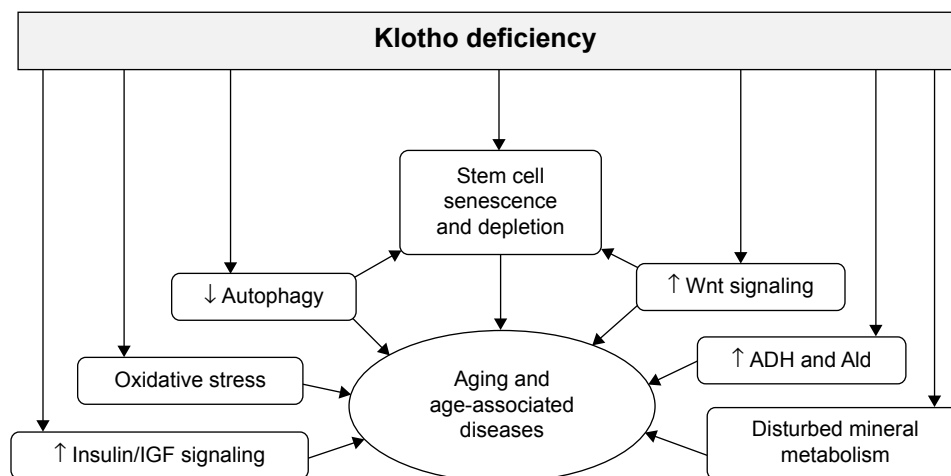 Klotho deficiency
Stem cell
senescence
and depletion
↓ Autophagy
↑ Wnt signaling
Oxidative stress
Aging and
age-associated
diseases
↑ ADH and Ald
↑ Insulin/IGF signaling
Disturbed mineral
metabolism